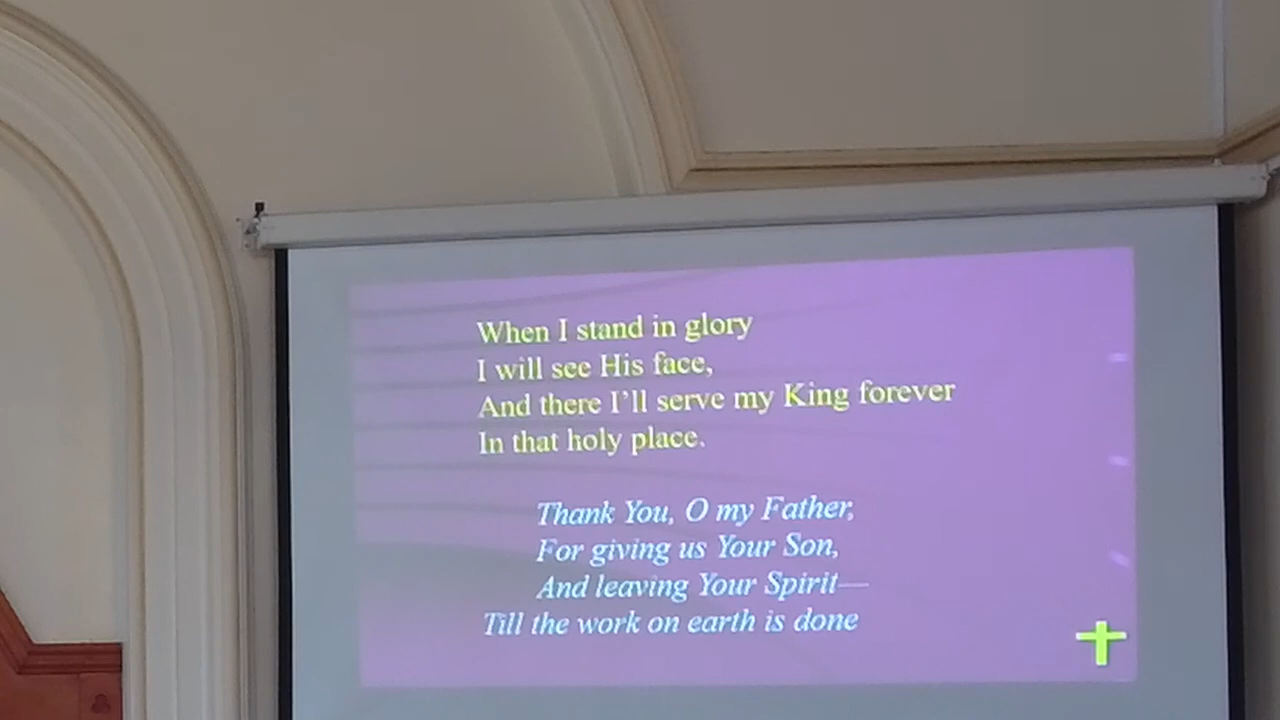 When I stand in glory
I will see His face,
And there I'll serve my King forever
In that holy place.
Thank You, O my Father,
For giving us Your Son,
And leaving Your Spirit—
Till the work on earth is done